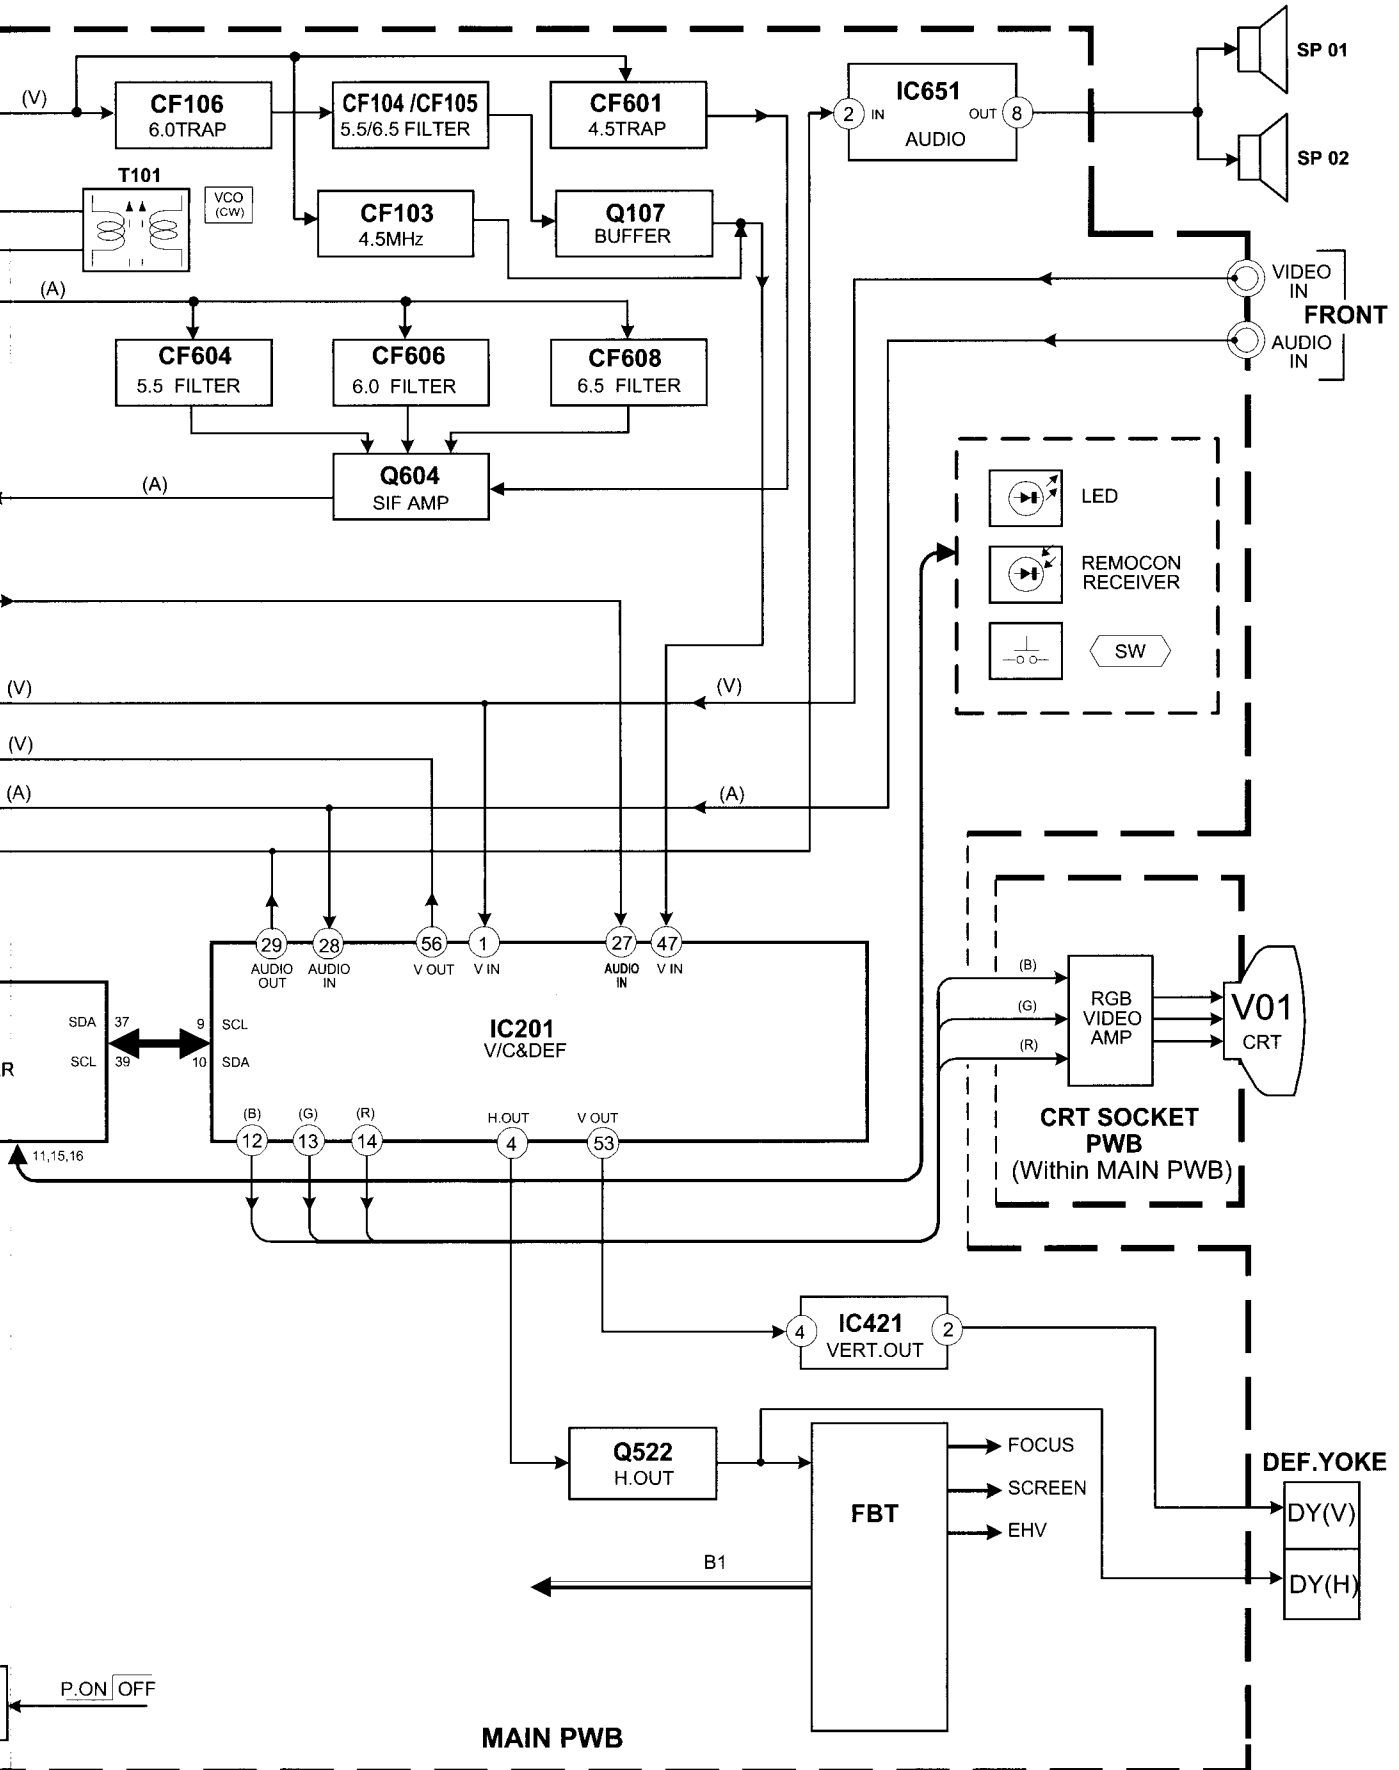 (V)
CF106
6.0TRAP
CF104 /CF105
5.5/6.5 FILTER
CF601
4.5TRAP
2
IN
IC651
AUDIO
OUT
8
SP 01
SP 02
T101
VCO
(CW)
CF103
4.5MHz
Q107
BUFFER
VIDEO
IN
FRONT
AUDIO
IN
(A)
CF604
5.5 FILTER
CF606
6.0 FILTER
CF608
6.5 FILTER
(A)
Q604
SIF AMP
LED
REMOCON
RECEIVER
SW
(V)
(V)
(V)
(A)
(A)
29
AUDIO
OUT
28
AUDIO
IN
56
V OUT
1
V IN
27
AUDIO
IN
47
V IN
R
SDA
37
SCL
39
9
SCL
10
SDA
IC201
V/C&DEF
(B)
(G)
(R)
RGB
VIDEO
AMP
V01
CRT
CRT SOCKET
PWB
(Within MAIN PWB)
(B)
12
(G)
13
(R)
14
H.OUT
4
V OUT
53
11,15,16
4
IC421
VERT.OUT
2
Q522
H.OUT
FBT
FOCUS
SCREEN
EHV
DEF.YOKE
DY(V)
DY(H)
B1
P.ON OFF
MAIN PWB